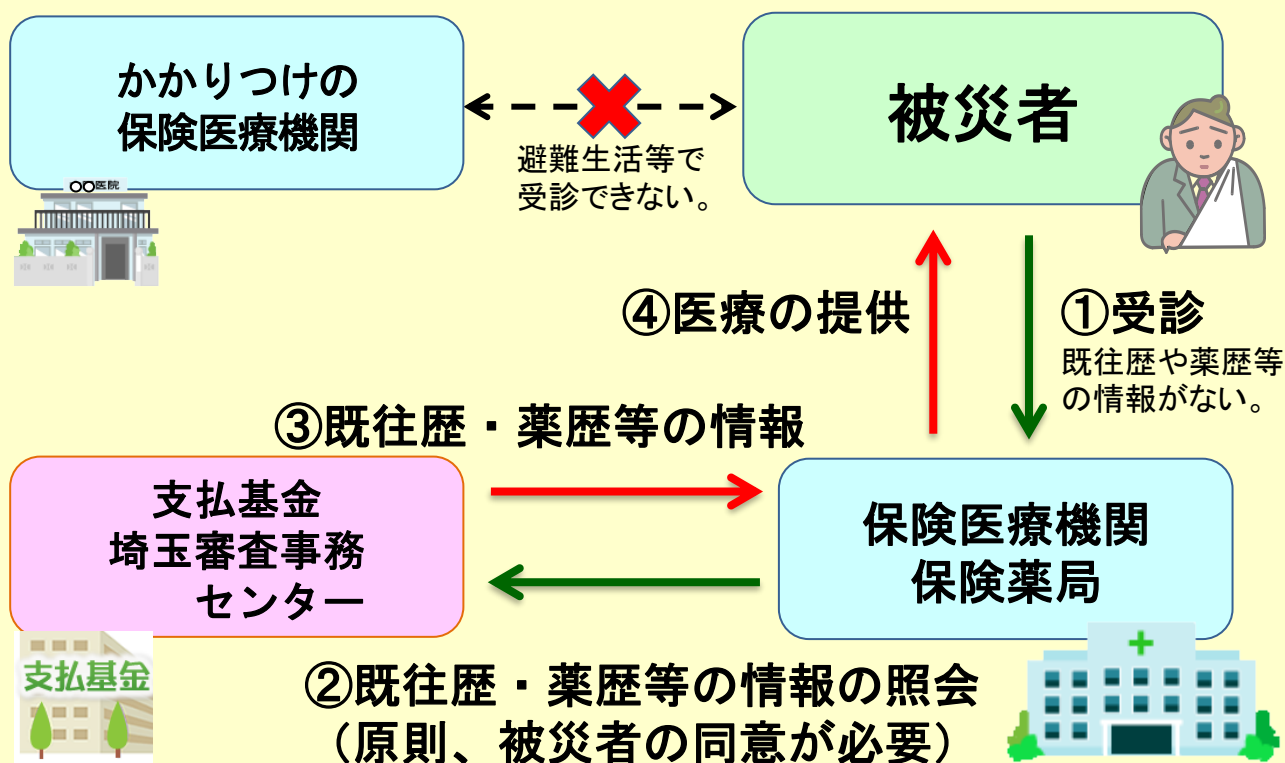 かかりつけの
保険医療機関
〇〇医院
避難生活等で
受診できない。
被災者
④医療の提供
①受診
既往歴や薬歴等
の情報がない。
③既往歴・薬歴等の情報
支払基金
埼玉審査事務
センター
保険医療機関
保険薬局
支払基金
②既往歴・薬歴等の情報の照会
（原則、被災者の同意が必要）